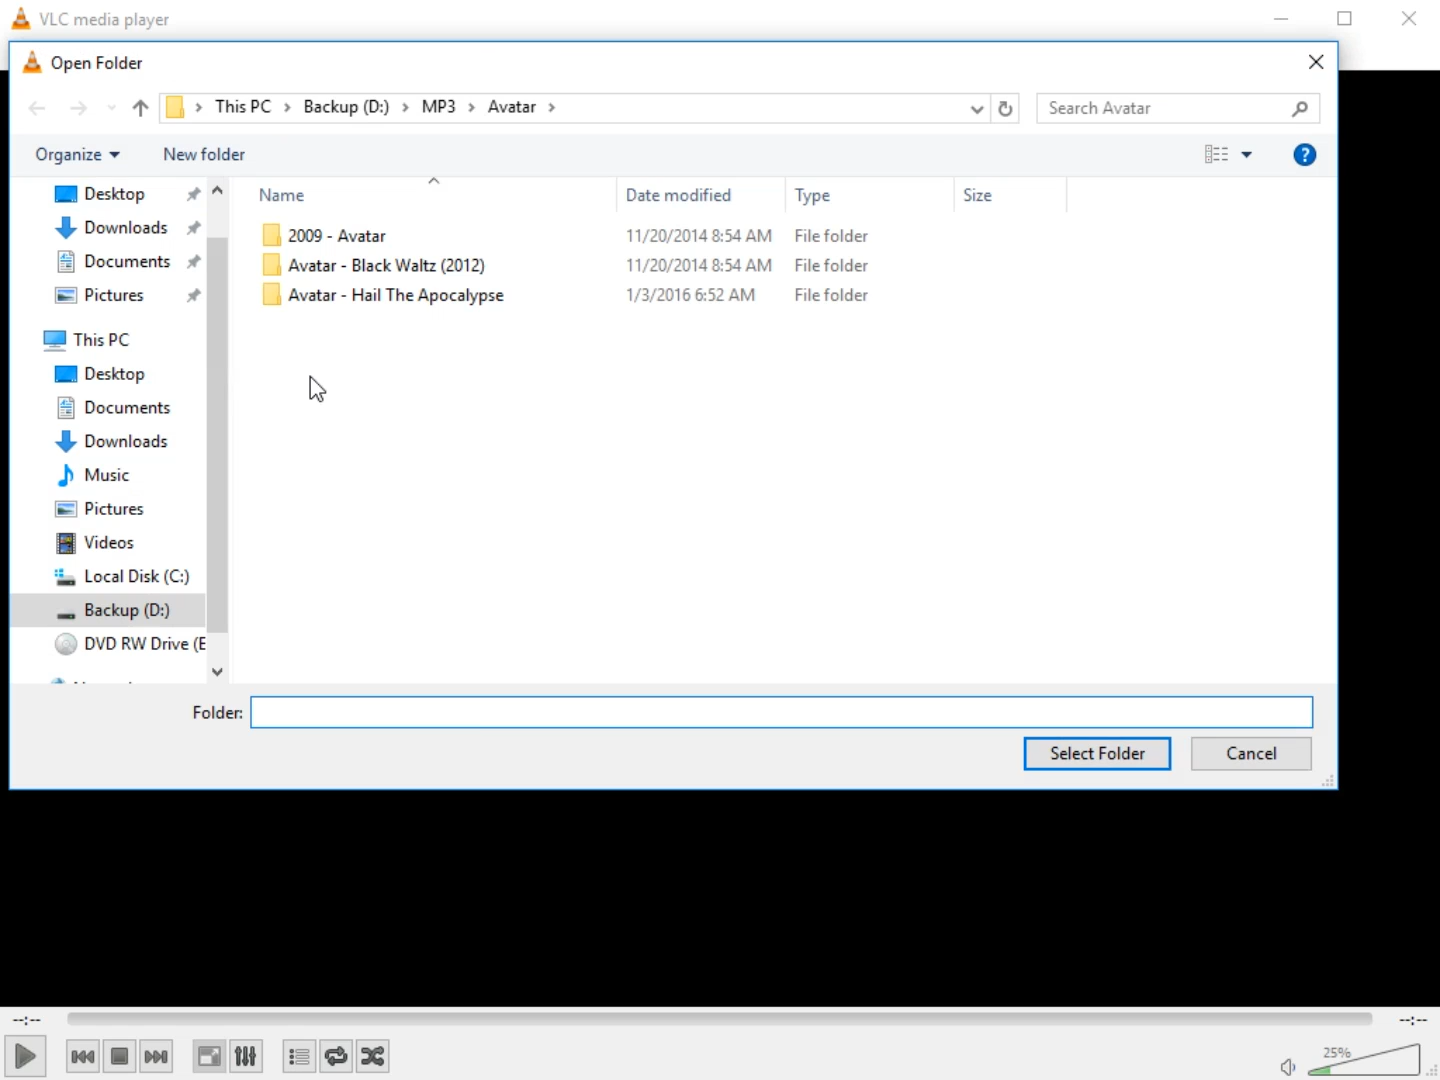 VLC media player
Open Folder
This PC > Backup (D:) > MP3 > Avatar >
Search Avatar
Organize
New folder
?
Desktop
Downloads
Documents
Pictures
This PC
Desktop
Documents
Downloads
Music
Pictures
Videos
Local Disk (C:)
Backup (D:)
DVD RW Drive (E
Name Date modified Type Size
2009 - Avatar 11/20/2014 8:54 AM File folder
Avatar - Black Waltz (2012) 11/20/2014 8:54 AM File folder
Avatar - Hail The Apocalypse 1/3/2016 6:52 AM File folder
Folder:
Select Folder
Cancel
--:-- --:--
25%